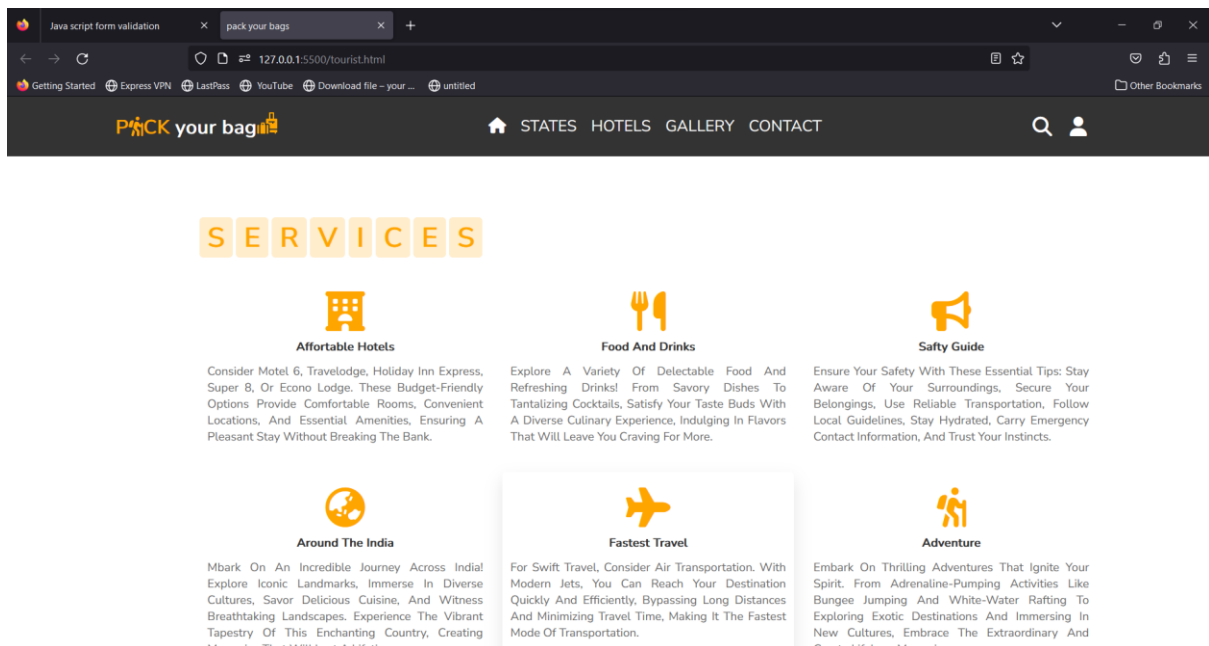 Java script form validation
pack your bags
127.0.0.1:5500/tourist.html
Getting Started Express VPN LastPass YouTube Download file – your ... untitled Other Bookmarks
PACK your bag
STATES HOTELS GALLERY CONTACT
SERVICES
Affortable Hotels
Consider Motel 6, Travelodge, Holiday Inn Express,
Super 8, Or Econo Lodge. These Budget-Friendly
Options Provide Comfortable Rooms, Convenient
Locations, And Essential Amenities, Ensuring A
Pleasant Stay Without Breaking The Bank.
Food And Drinks
Explore A Variety Of Delectable Food And
Refreshing Drinks! From Savory Dishes To
Tantalizing Cocktails, Satisfy Your Taste Buds With
A Diverse Culinary Experience, Indulging In Flavors
That Will Leave You Craving For More.
Safty Guide
Ensure Your Safety With These Essential Tips: Stay
Aware Of Your Surroundings, Secure Your
Belongings, Use Reliable Transportation, Follow
Local Guidelines, Stay Hydrated, Carry Emergency
Contact Information, And Trust Your Instincts.
Around The India
Mbark On An Incredible Journey Across India!
Explore Iconic Landmarks, Immerse In Diverse
Cultures, Savor Delicious Cuisine, And Witness
Breathtaking Landscapes. Experience The Vibrant
Tapestry Of This Enchanting Country, Creating
Fastest Travel
For Swift Travel, Consider Air Transportation. With
Modern Jets, You Can Reach Your Destination
Quickly And Efficiently, Bypassing Long Distances
And Minimizing Travel Time, Making It The Fastest
Mode Of Transportation.
Adventure
Embark On Thrilling Adventures That Ignite Your
Spirit. From Adrenaline-Pumping Activities Like
Bungee Jumping And White-Water Rafting To
Exploring Exotic Destinations And Immersing In
New Cultures, Embrace The Extraordinary And